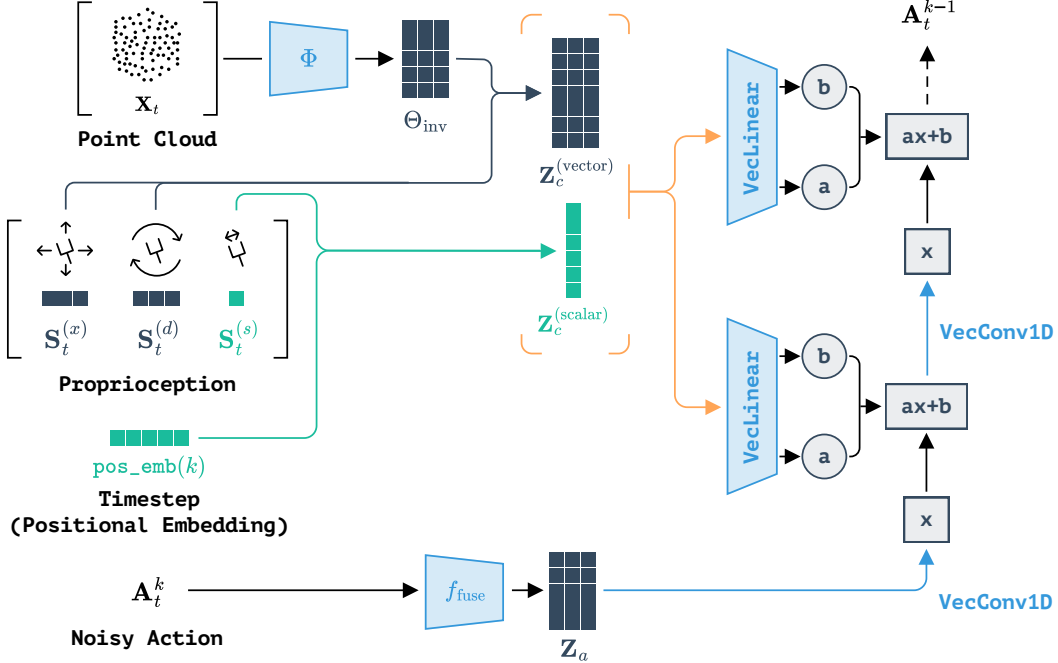 X_t
Point Cloud
Φ
Θ_inv
Z_c^(vector)
Z_c^(scalar)
S_t^(x)
S_t^(d)
S_t^(s)
Proprioception
pos_emb(k)
Timestep
(Positional Embedding)
A_t^k
Noisy Action
f_fuse
Z_a
VecConv1D
x
VecLinear
b
a
ax+b
VecConv1D
x
VecLinear
b
a
ax+b
A_t^{k-1}